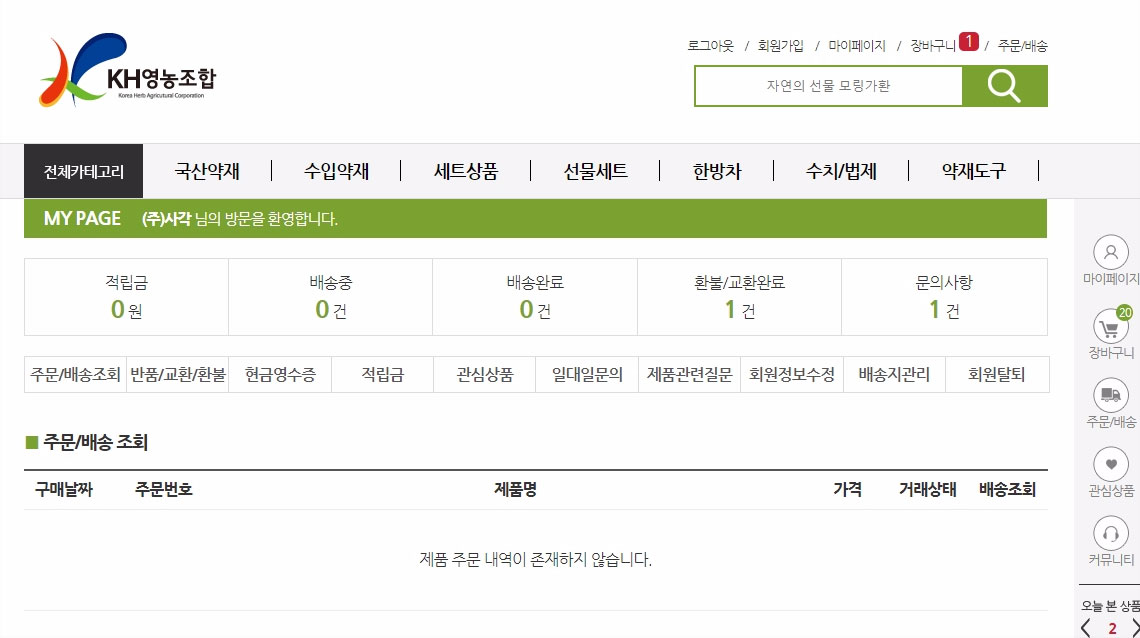 KH영농조합
Korea Herb Agricutural Corporation
로그아웃 / 회원가입 / 마이페이지 / 장바구니 1 / 주문/배송
자연의 선물 모링가환
전체카테고리 국산약재 수입약재 세트상품 선물세트 한방차 수치/법제 약재도구
MY PAGE (주)사각 님의 방문을 환영합니다.
적립금 배송중 배송완료 환불/교환완료 문의사항
0 원 0 건 0 건 1 건 1 건
주문/배송조회 반품/교환/환불 현금영수증 적립금 관심상품 일대일문의 제품관련질문 회원정보수정 배송지관리 회원탈퇴
주문/배송 조회
구매날짜 주문번호 제품명 가격 거래상태 배송조회
제품 주문 내역이 존재하지 않습니다.
마이페이지
20
장바구니
주문/배송
관심상품
커뮤니티
오늘 본 상품
2